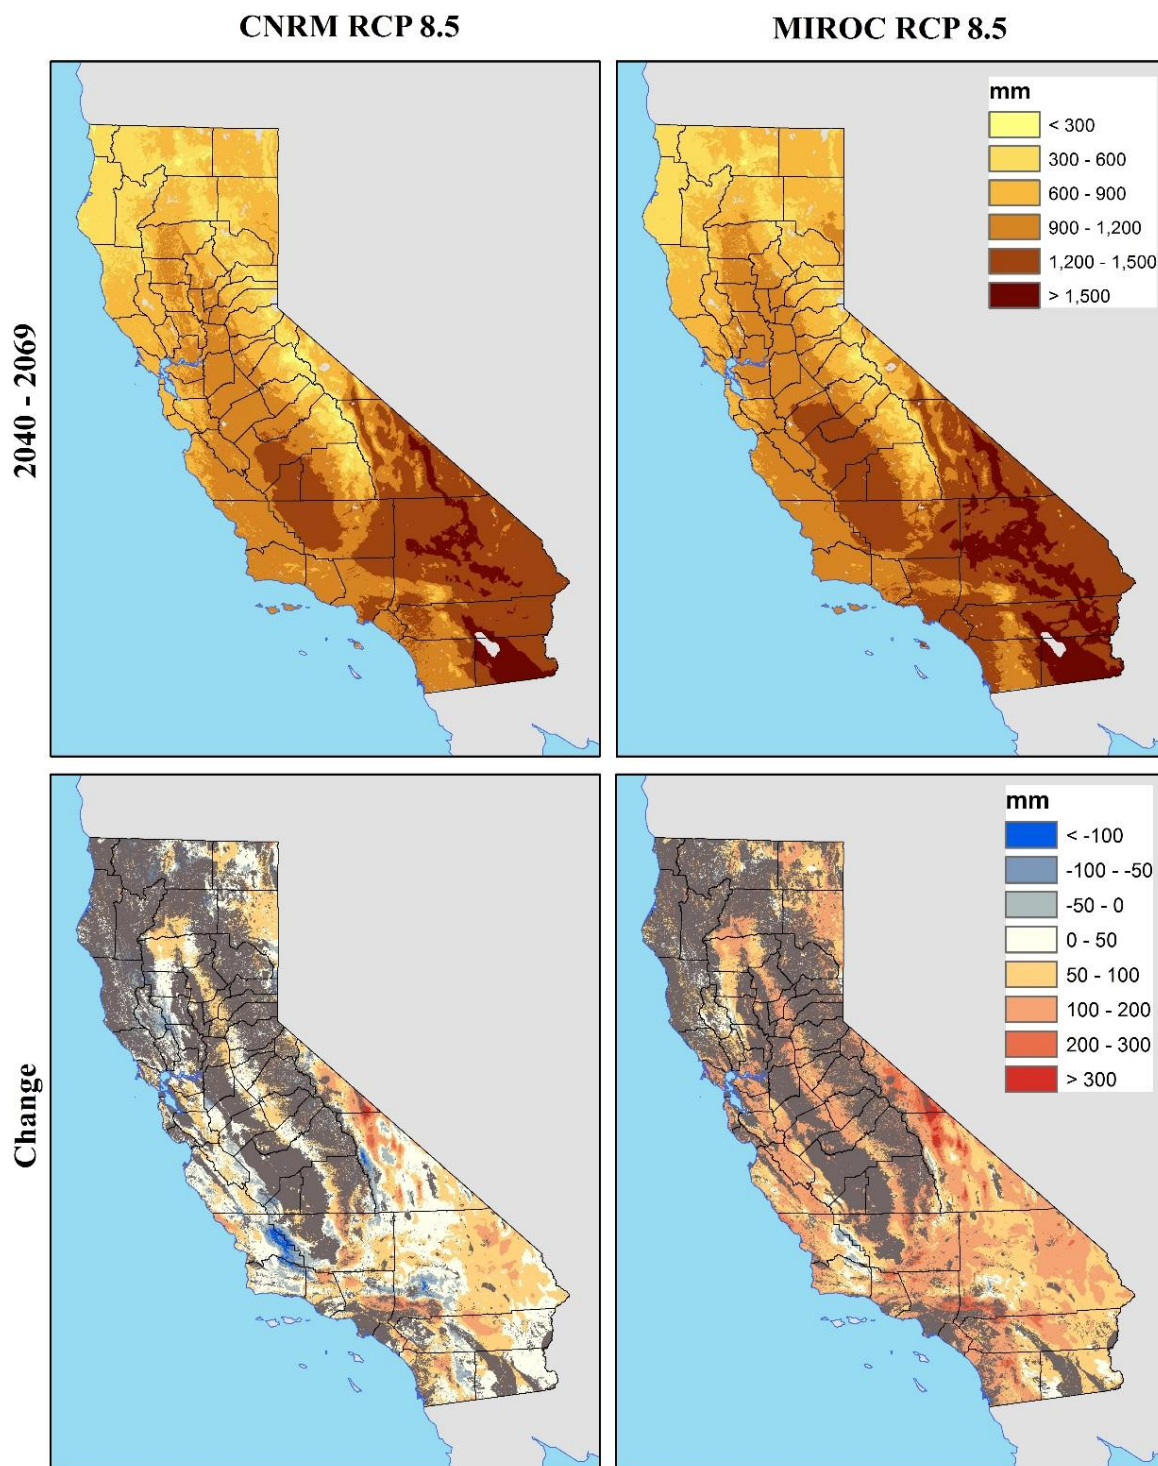 CNRM RCP 8.5
MIROC RCP 8.5
2040 - 2069
mm
< 300
300 - 600
600 - 900
900 - 1,200
1,200 - 1,500
> 1,500
Change
mm
< -100
-100 - -50
-50 - 0
0 - 50
50 - 100
100 - 200
200 - 300
> 300